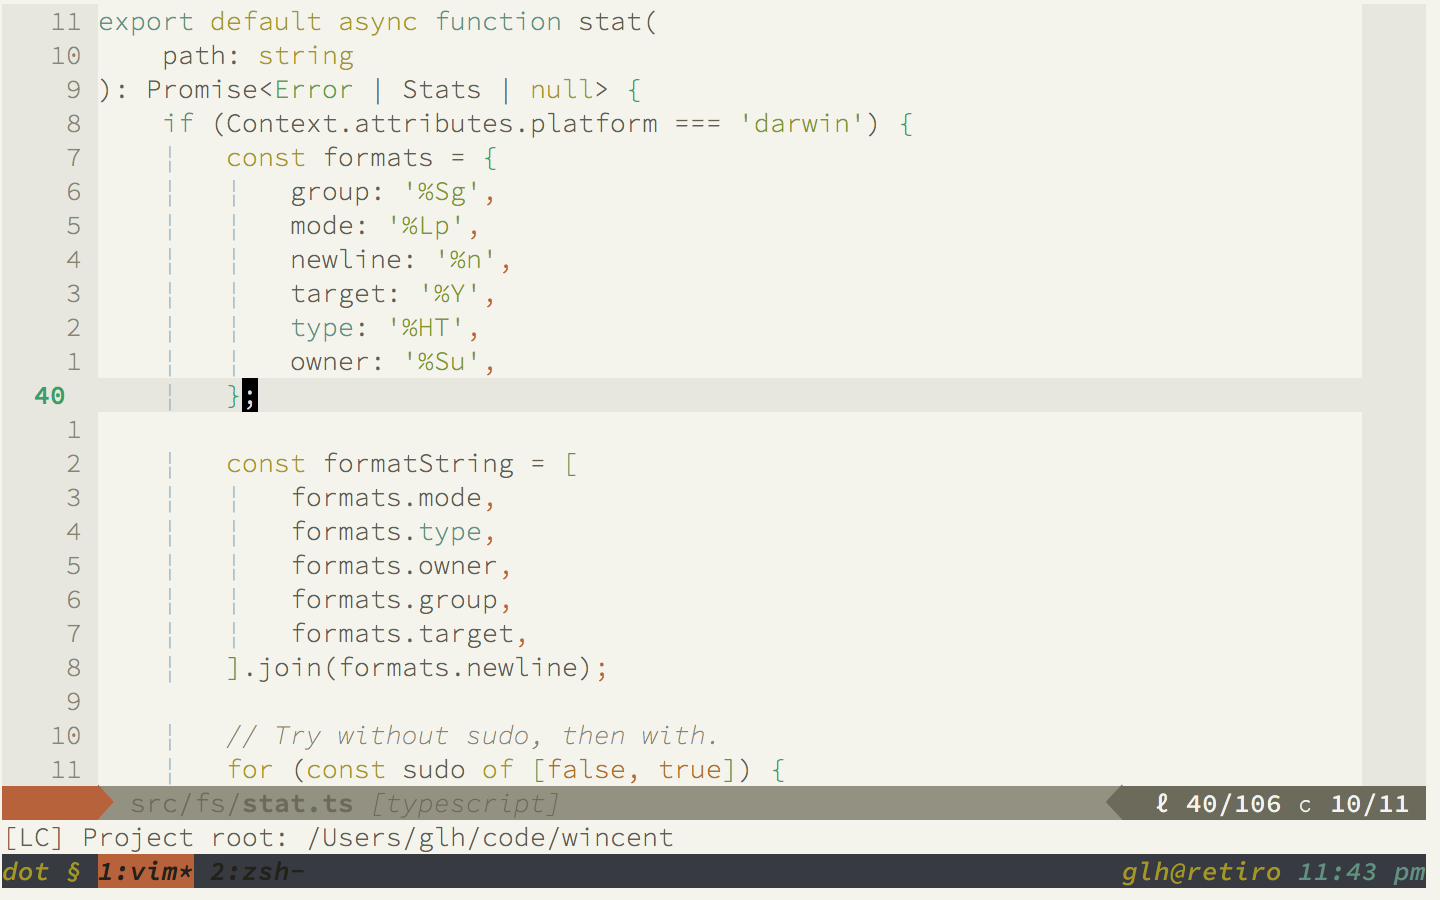 11 export default async function stat(
10     path: string
9 ): Promise<Error | Stats | null> {
8     if (Context.attributes.platform === 'darwin') {
7     ¦   const formats = {
6     ¦   ¦   group: '%Sg',
5     ¦   ¦   mode: '%Lp',
4     ¦   ¦   newline: '%n',
3     ¦   ¦   target: '%Y',
2     ¦   ¦   type: '%HT',
1     ¦   ¦   owner: '%Su',
40     ¦   };
1
2     ¦   const formatString = [
3     ¦   ¦   formats.mode,
4     ¦   ¦   formats.type,
5     ¦   ¦   formats.owner,
6     ¦   ¦   formats.group,
7     ¦   ¦   formats.target,
8     ¦   ].join(formats.newline);
9
10     ¦   // Try without sudo, then with.
11     ¦   for (const sudo of [false, true]) {
src/fs/stat.ts [typescript] ℓ 40/106 c 10/11
[LC] Project root: /Users/glh/code/wincent
dot § 1:vim* 2:zsh- glh@retiro 11:43 pm